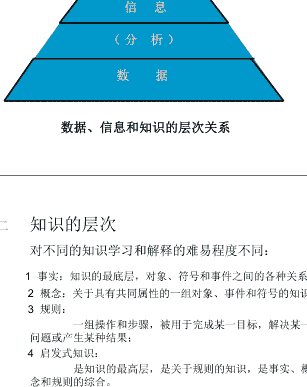 信 息
（分 析）
数 据
数据、信息和知识的层次关系
二 知识的层次
对不同的知识学习和解释的难易程度不同：
1 事实：知识的最底层，对象、符号和事件之间的各种关系
2 概念：关于具有共同属性的一组对象、事件和符号的知识
3 规则：
一组操作和步骤，被用于完成某一目标，解决某一
问题或产生某种结果；
4 启发式知识：
是知识的最高层，是关于规则的知识，是事实、概
念和规则的综合。